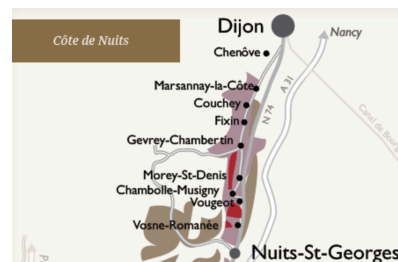 Côte de Nuits
Dijon
Nancy
Chenôve
A 31
Marsannay-la-Côte
Couchey
N 74
Fixin
Gevrey-Chambertin
Morey-St-Denis
Chambolle-Musigny
Vougeot
Vosne-Romanée
Nuits-St-Georges